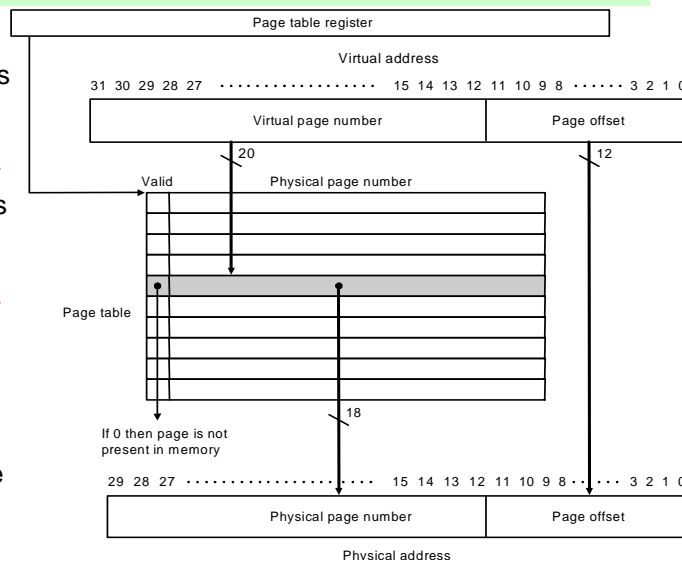 Page table register
Virtual address
31 30 29 28 27 · · · · · · · · · · · · · · · · · 15 14 13 12 11 10 9 8 · · · · · · 3 2 1 0
Virtual page number Page offset
20 12
Valid Physical page number
Page table
18
If 0 then page is not
present in memory
29 28 27 · · · · · · · · · · · · · · · · · · · 15 14 13 12 11 10 9 8 · · · · · · 3 2 1 0
Physical page number Page offset
Physical address